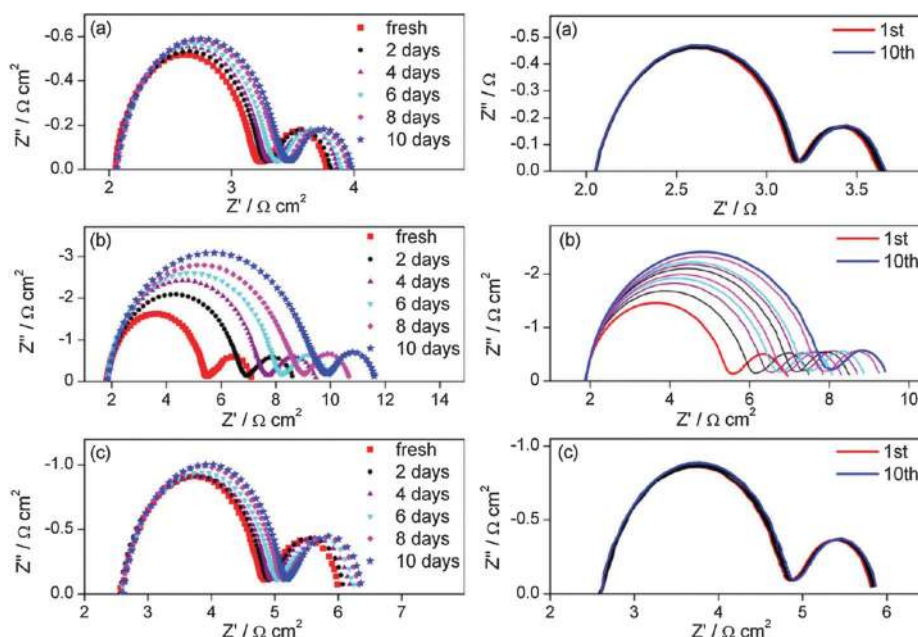 (a)
fresh
2 days
4 days
6 days
8 days
10 days
-0.6
-0.4
-0.2
0.0
Z'' / Ω cm²
2 3 4
Z' / Ω cm²
(a)
1st
10th
-0.5
-0.4
-0.3
-0.2
-0.1
0.0
Z'' / Ω
2.0 2.5 3.0 3.5
Z' / Ω
(b)
fresh
2 days
4 days
6 days
8 days
10 days
-3
-2
-1
0
Z'' / Ω cm²
0 2 4 6 8 10 12 14
Z' / Ω cm²
(b)
1st
10th
-2
-1
0
Z'' / Ω cm²
2 4 6 8 10
Z' / Ω cm²
(c)
fresh
2 days
4 days
6 days
8 days
10 days
-1.0
-0.5
0.0
Z'' / Ω cm²
2 3 4 5 6 7
Z' / Ω cm²
(c)
1st
10th
-1.0
-0.5
0.0
Z'' / Ω cm²
2 3 4 5 6
Z' / Ω cm²